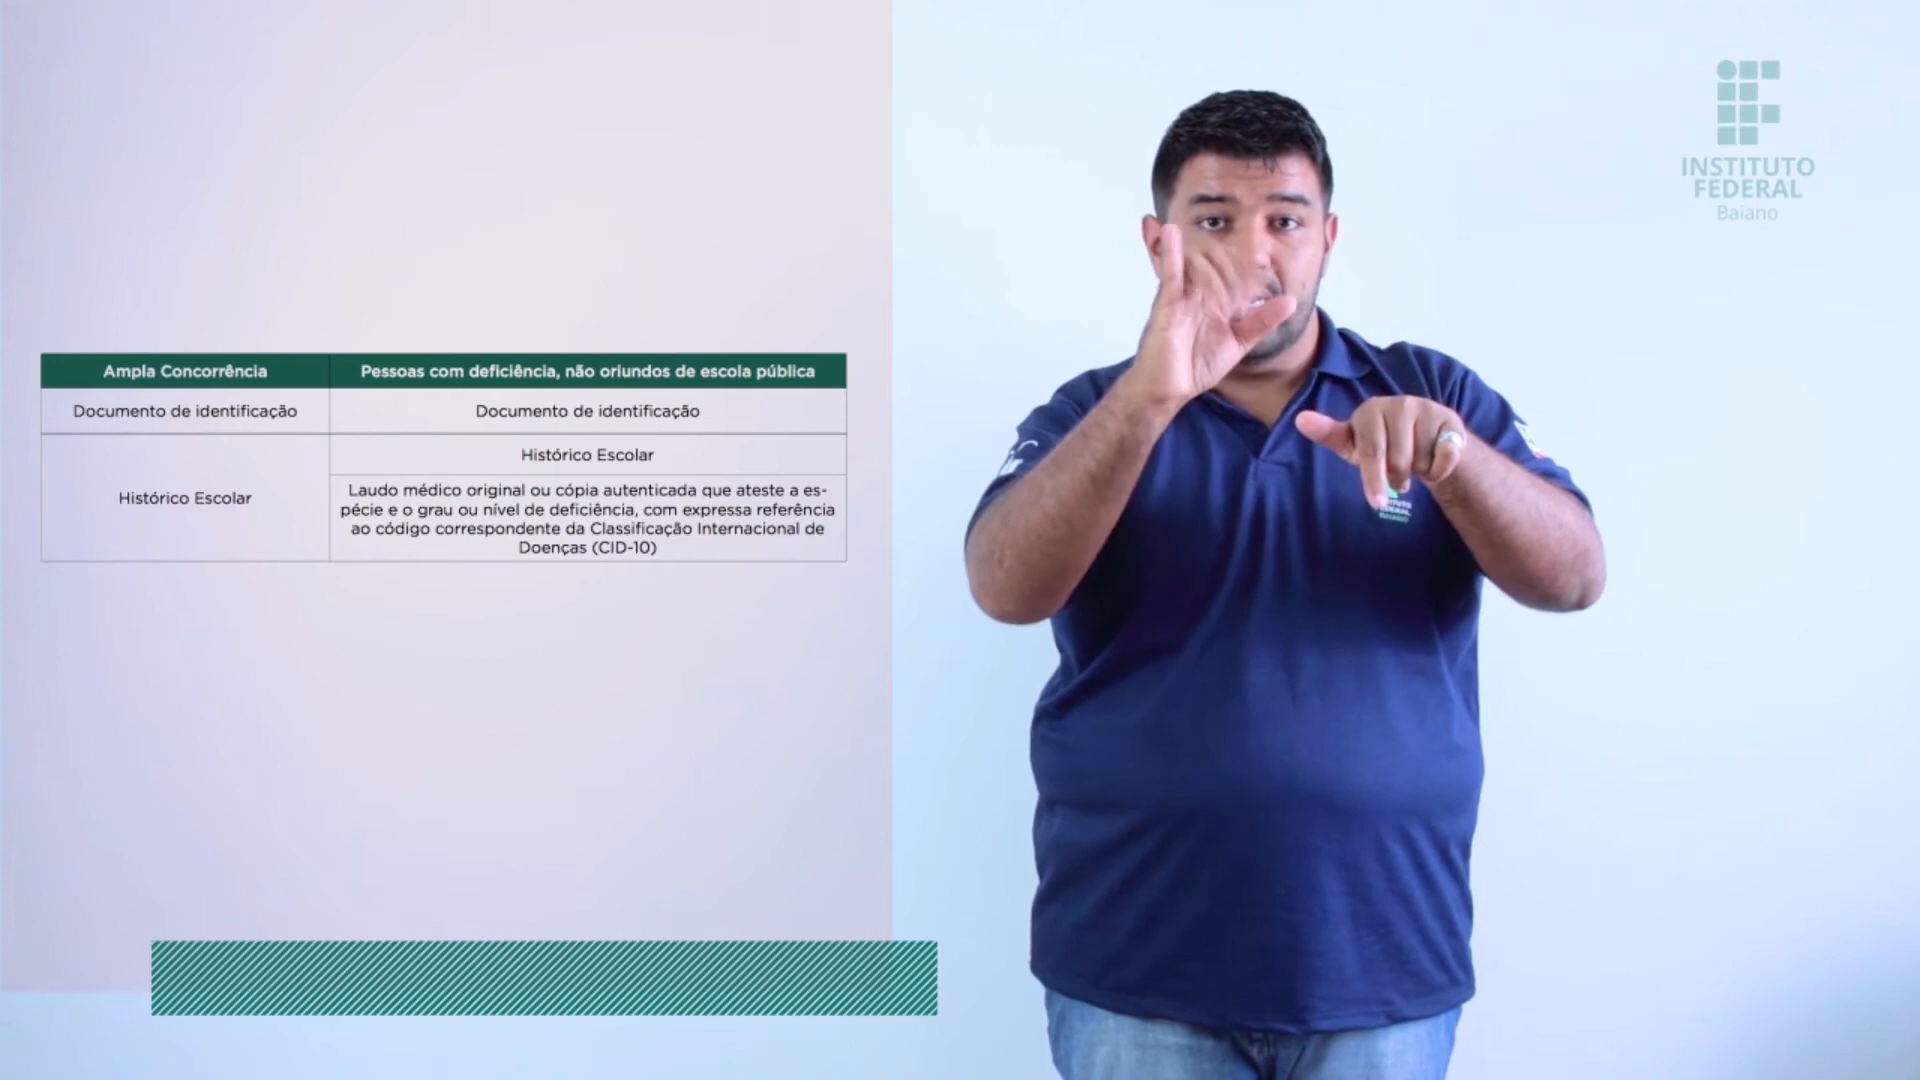 Ampla Concorrência
Pessoas com deficiência, não oriundos de escola pública
Documento de identificação
Documento de identificação
Histórico Escolar
Histórico Escolar
Laudo médico original ou cópia autenticada que ateste a es-
pécie e o grau ou nível de deficiência, com expressa referência
ao código correspondente da Classificação Internacional de
Doenças (CID-10)
INSTITUTO
FEDERAL
Baiano